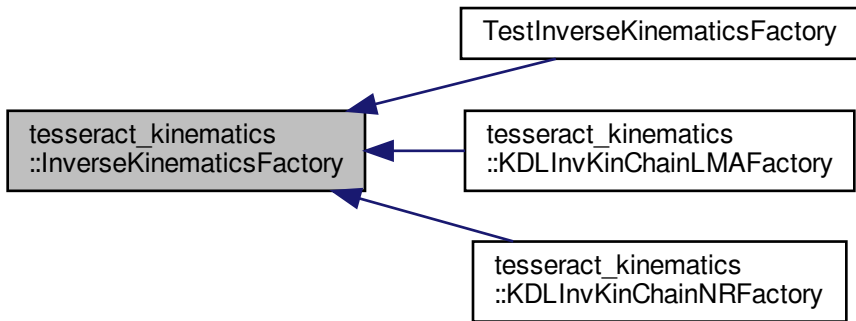 TestInverseKinematicsFactory
tesseract_kinematics
::InverseKinematicsFactory
tesseract_kinematics
::KDLInvKinChainLMAFactory
tesseract_kinematics
::KDLInvKinChainNRFactory